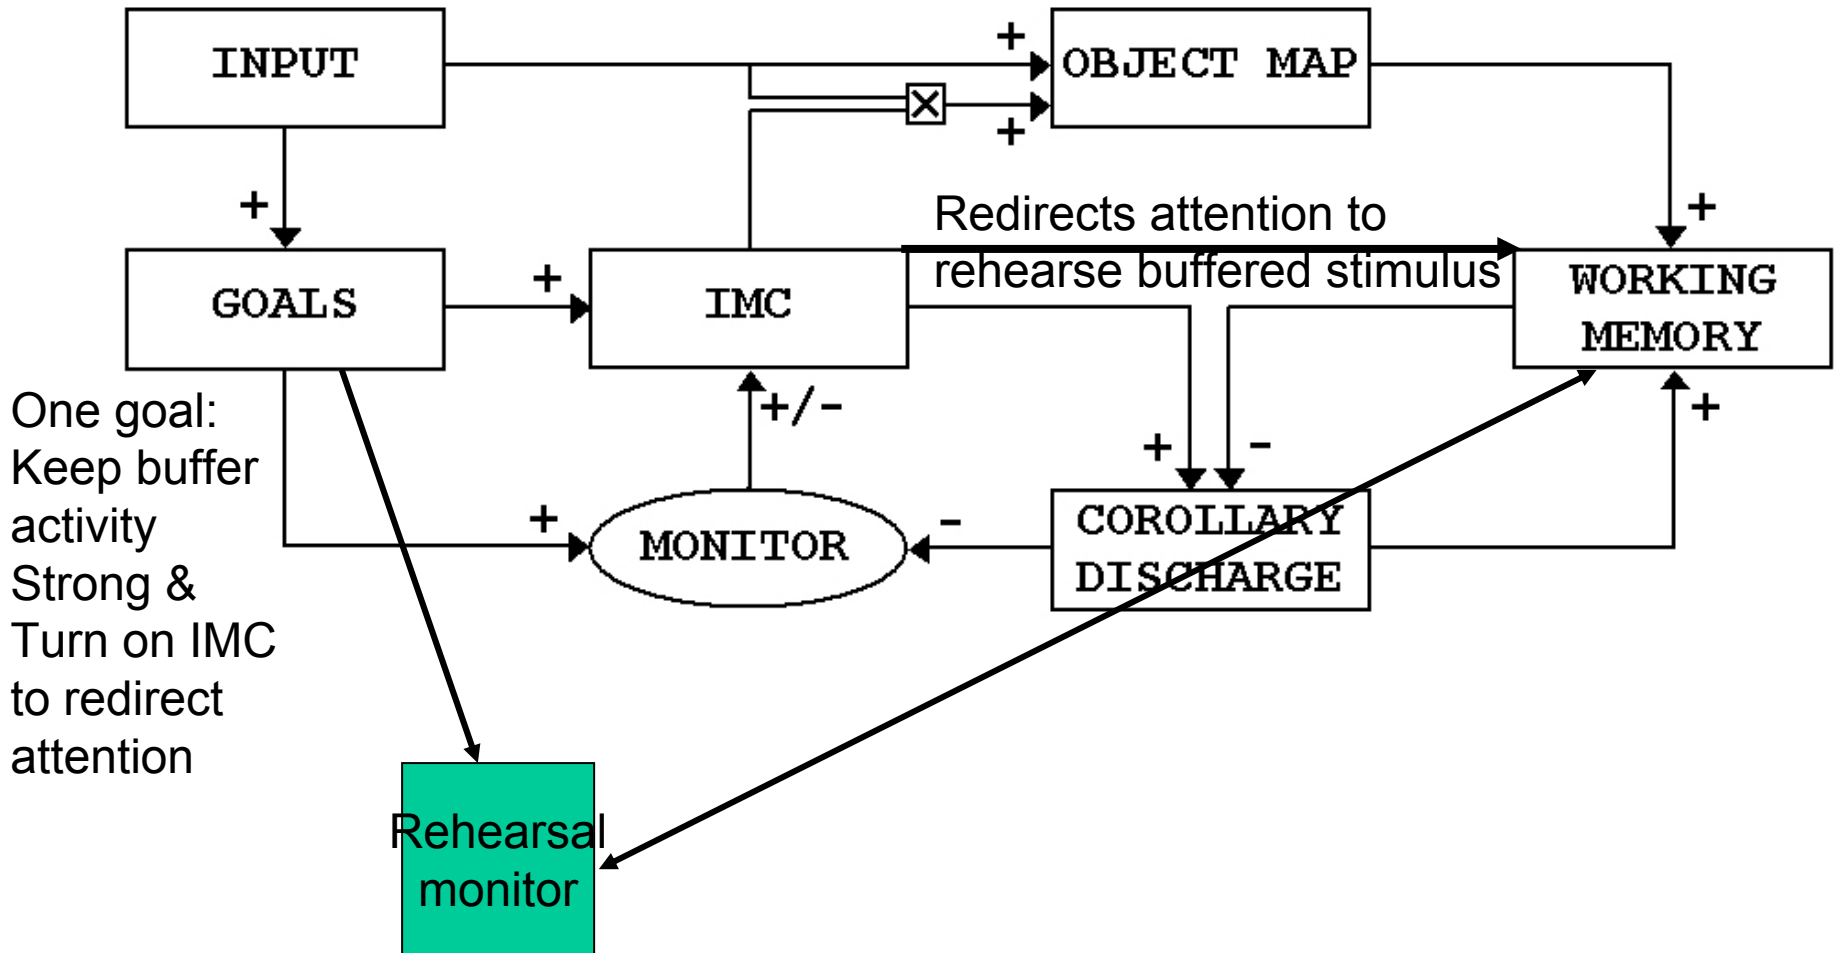 INPUT
+
OBJECT MAP
+
+
+
Redirects attention to
rehearse buffered stimulus
GOALS
+
IMC
WORKING
MEMORY
One goal:
Keep buffer
activity
Strong &
Turn on IMC
to redirect
attention
+/-
+
-
+
+
MONITOR
-
COROLLARY
DISCHARGE
Rehearsal
monitor